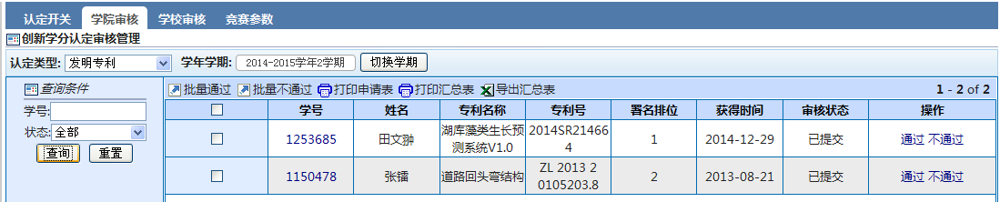 认定开关 学院审核 学校审核 竞赛参数
创新学分认定审核管理
认定类型: 发明专利 学年学期: 2014-2015学年2学期 切换学期
查询条件
学号:
状态: 全部
查询 重置
批量通过 批量不通过 打印申请表 打印汇总表 导出汇总表 1 - 2 of 2
学号 姓名 专利名称 专利号 署名排位 获得时间 审核状态 操作
1253685 田文翀 湖库藻类生长预测系统V1.0 2014SR214664 1 2014-12-29 已提交 通过 不通过
1150478 张镭 道路回头弯结构 ZL 2013 2 0105203.8 2 2013-08-21 已提交 通过 不通过